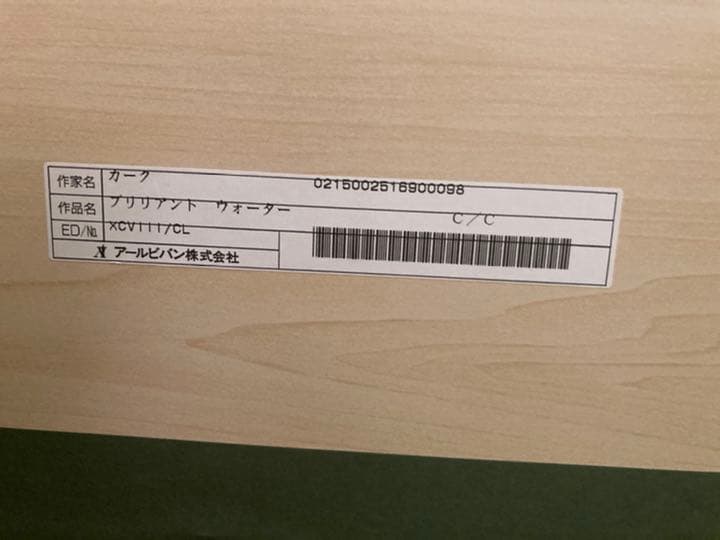 作家名 カーク 0215002516900098
作品名 ブリリアント ウォーター C/C
ED/№ XCVIII/CL
アールビバン株式会社